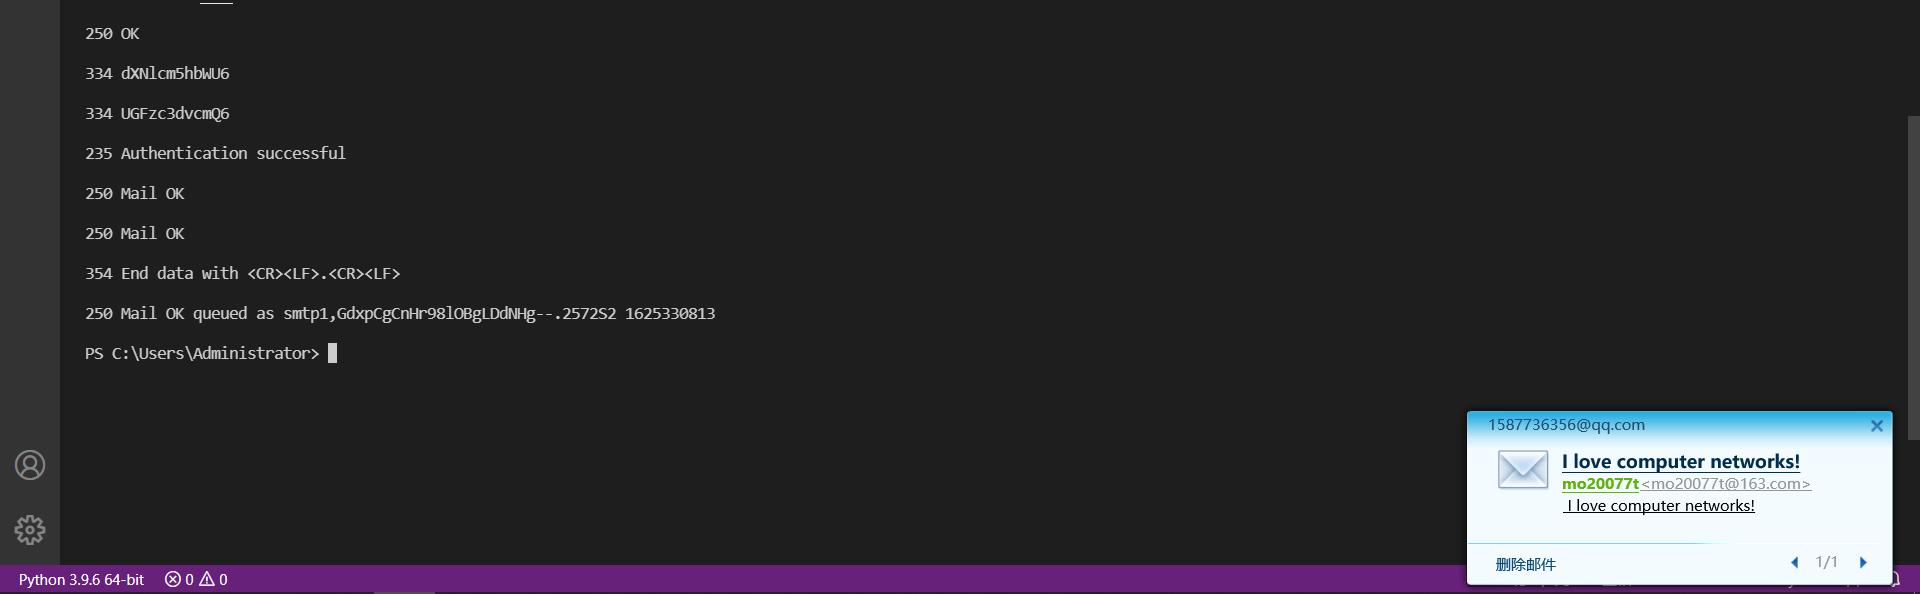 250 OK
334 dXNlcm5hbWU6
334 UGFzc3dvcmQ6
235 Authentication successful
250 Mail OK
250 Mail OK
354 End data with <CR><LF>.<CR><LF>
250 Mail OK queued as smtp1,GdxpCgCnHr98lOBgLDdNHg--.2572S2 1625330813
PS C:\Users\Administrator>
1587736356@qq.com
I love computer networks!
mo20077t<mo20077t@163.com>
I love computer networks!
删除邮件 1/1
Python 3.9.6 64-bit 0 0